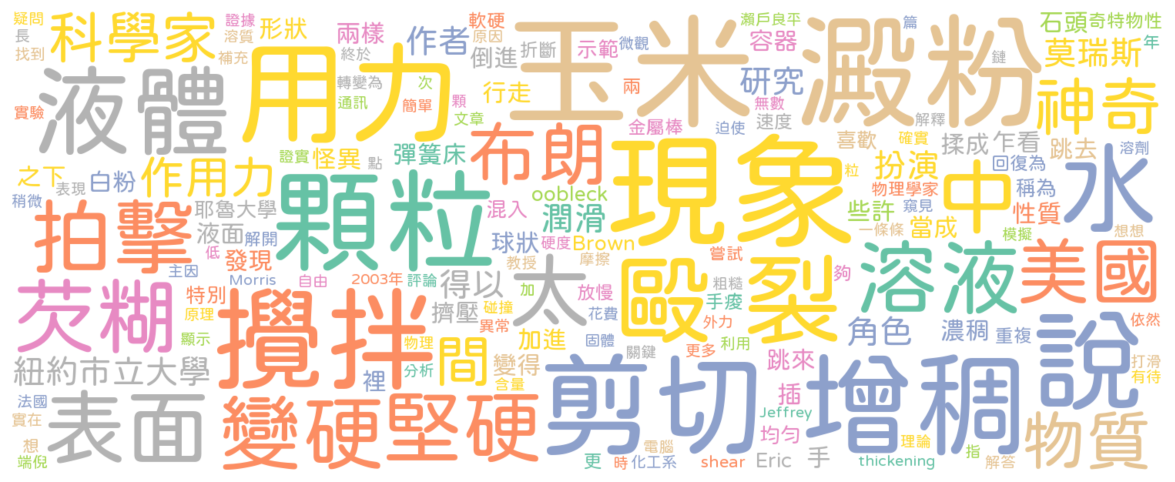 疑問 科學家 證據 形狀 兩樣 作者 軟硬 瀨戶良平 篇 石頭 奇特物性
長 溶質 原因 容器 鏈 年
找到 補充 終於 倒進 折斷 示範 微觀 莫瑞斯
液體 用力 轉變為 次 玉米 兩 研究 澱粉 神奇
實驗 通訊 簡單 顆 行走 無數 解釋
文章 金屬棒 迫使 速度
證實 怪異 點 彈簧床 布朗 喜歡 確實 揉成 乍看 跳去 溶劑
之下 表現 白粉 作用力 現象 粒 扮演 回復為 水
稍微 顆粒 oobleck 物理學家 窺見 中 稱為
拍擊 耶魯大學 混入 潤滑 些許 當成 性質
液面 解開 球狀 硬度 Brown 一條條 模擬 想想
低 發現 教授 摩擦 嘗試 溶液 美國
主因 Morris 自由 2003年 評論 得以 加 太 放慢 毆 粗糙 裂 夠
芡糊 特別 攪拌 擠壓 碰撞 花費 手痠
原理 異常 加進 外力 角色 濃稠 重複 依然
顯示 物理 間 固體 更多 利用 說
紐約市立大學 分析 變得 關鍵 跳來 打滑
裡 含量 剪切 增稠 有待
法國 變硬 堅硬 插
實在 表面 Jeffrey 物質
想 均勻 理論
端倪 更 電腦 指
時 化工系 shear Eric 手 thickening 解答